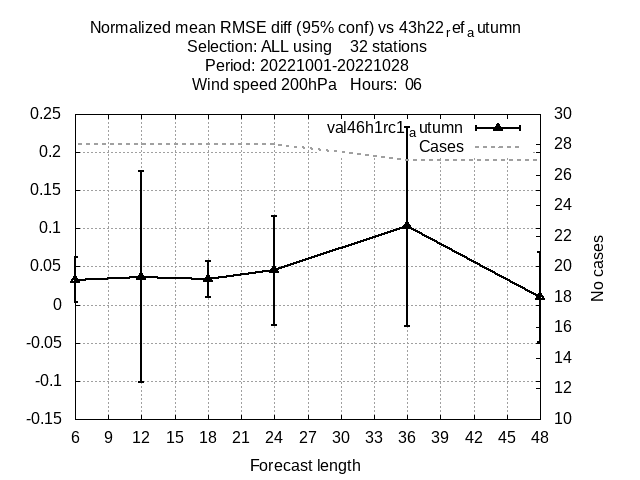 Normalized mean RMSE diff (95% conf) vs 43h22ref autumn
Selection: ALL using 32 stations
Period: 20221001-20221028
Wind speed 200hPa Hours: 06
val46h1rc1autumn
Cases
0.25
0.2
0.15
0.1
0.05
0
-0.05
-0.1
-0.15
30
28
26
24
22
20
18
16
14
12
10
No cases
6 9 12 15 18 21 24 27 30 33 36 39 42 45 48
Forecast length